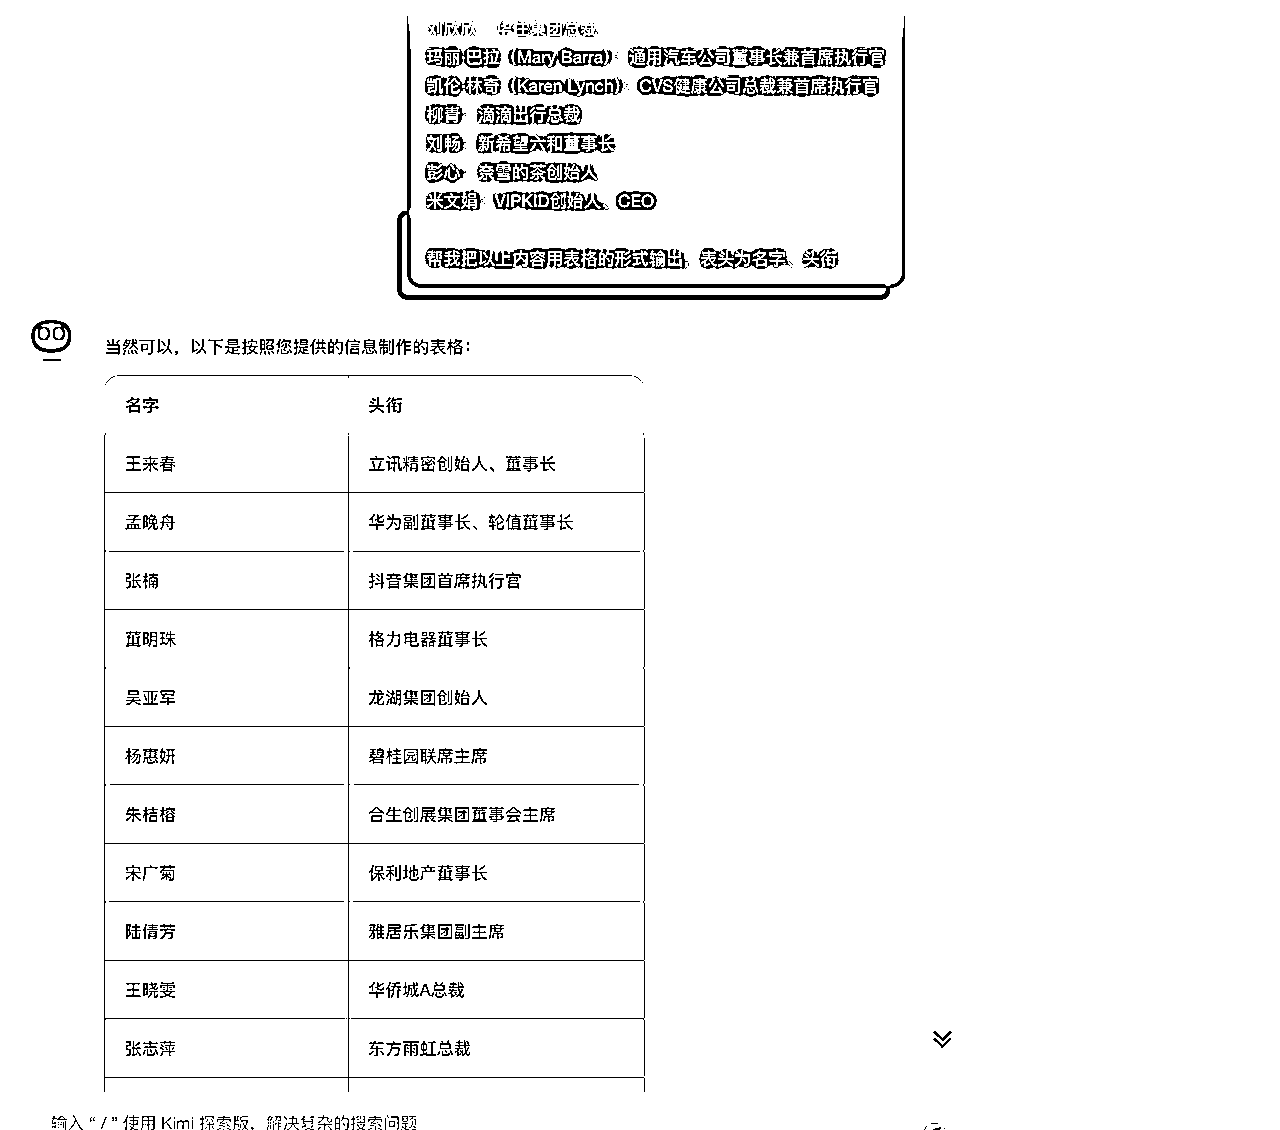 刘欣欣 华住集团总裁
玛丽·巴拉（(Mary Barra)）：通用汽车公司董事长兼首席执行官
凯伦·林奇（(Karen Lynch)）：CVS健康公司总裁兼首席执行官
柳青：滴滴出行总裁
刘畅：新希望六和董事长
彭心：奈雪的茶创始人
米文娟：VIPKID创始人、CEO
帮我把以上内容用表格的形式输出，表头为名字、头衔
当然可以，以下是按照您提供的信息制作的表格：
名字 头衔
王来春 立讯精密创始人、董事长
孟晚舟 华为副董事长、轮值董事长
张楠 抖音集团首席执行官
董明珠 格力电器董事长
吴亚军 龙湖集团创始人
杨惠妍 碧桂园联席主席
朱桔榕 合生创展集团董事会主席
宋广菊 保利地产董事长
陆倩芳 雅居乐集团副主席
王晓雯 华侨城A总裁
张志萍 东方雨虹总裁
输入 “ / ” 使用 Kimi 探索版，解决复杂的搜索问题